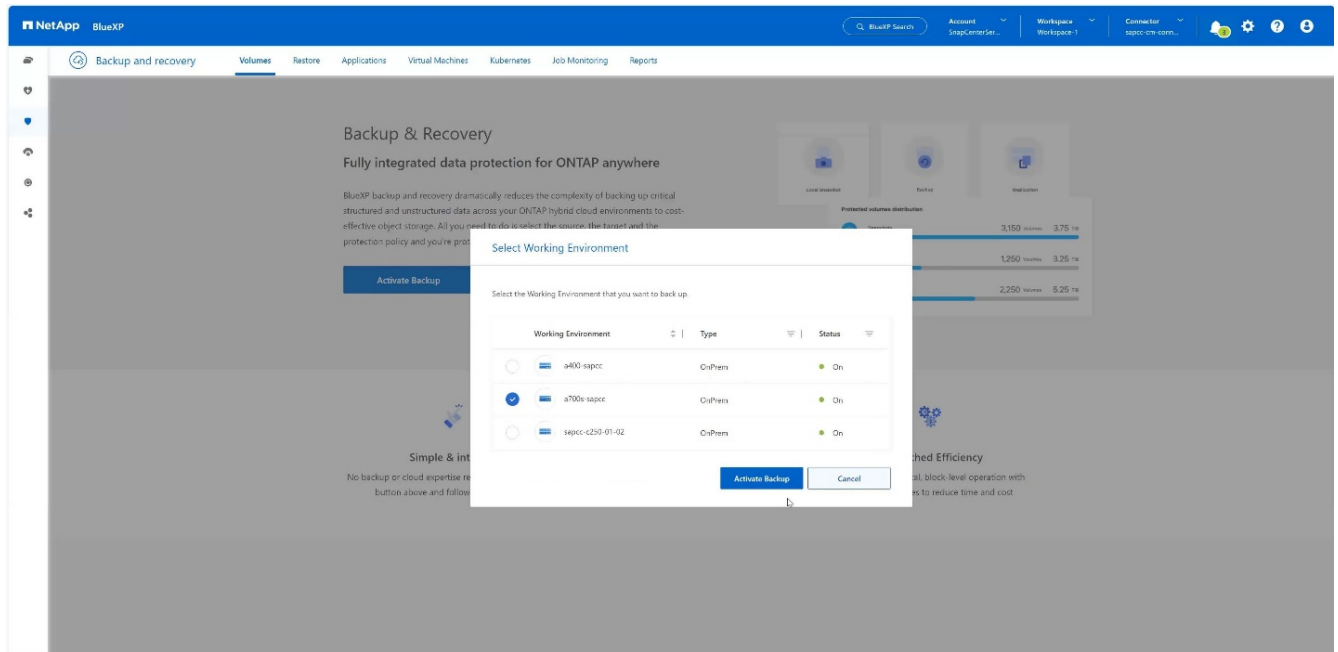 NetApp BlueXP
BlueXP Search
Account
SnapCenterSer...
Workspace
Workspace-1
Connector
sapcc-cm-conn...
3
Backup and recovery
Volumes Restore Applications Virtual Machines Kubernetes Job Monitoring Reports
Backup & Recovery
Fully integrated data protection for ONTAP anywhere
BlueXP backup and recovery dramatically reduces the complexity of backing up critical
structured and unstructured data across your ONTAP hybrid cloud environments to cost-
effective object storage. All you need to do is select the source, the target and the
protection policy and you're prot
Activate Backup
Local Snapshot
Replication
Protected volumes distribution
3,150 Volumes 3.75 TiB
1,250 Volumes 3.25 TiB
2,250 Volumes 5.25 TiB
Select Working Environment
Select the Working Environment that you want to back up.
Working Environment Type Status
a400-sapcc OnPrem On
a700s-sapcc OnPrem On
sapcc-c250-01-02 OnPrem On
Activate Backup Cancel
Simple & int
No backup or cloud expertise re
button above and follow
ched Efficiency
al, block-level operation with
es to reduce time and cost